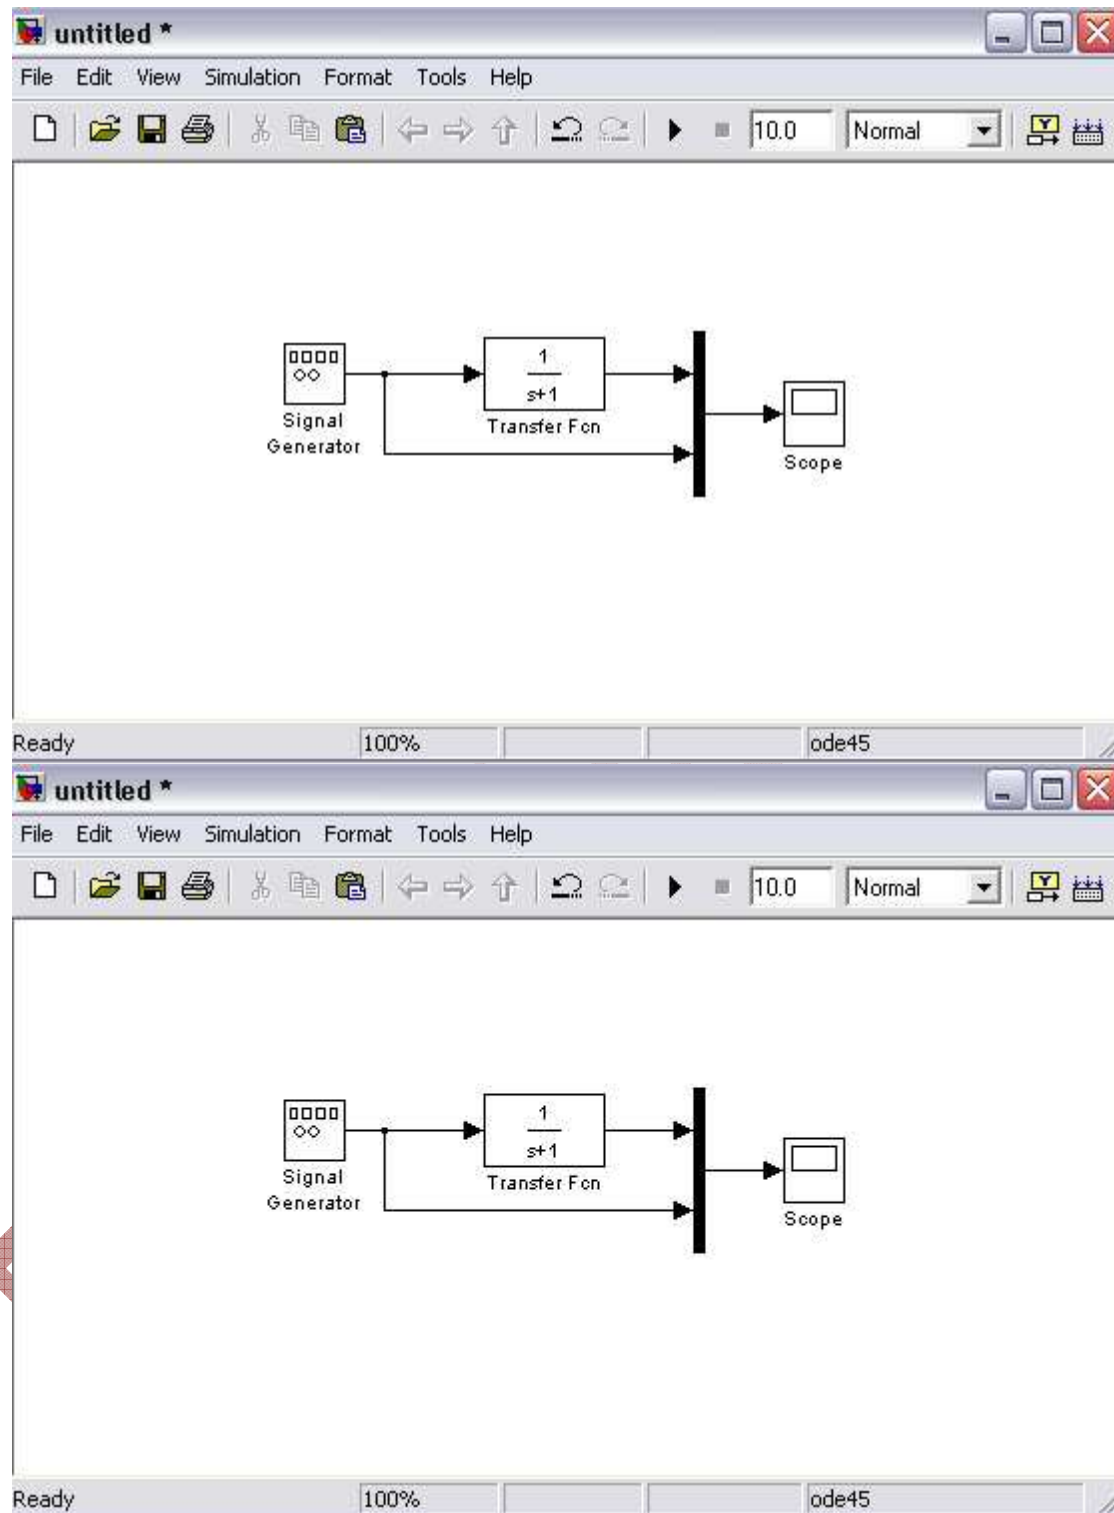 untitled *
File Edit View Simulation Format Tools Help
10.0 Normal
1
s+1
Signal
Generator
Transfer Fcn
Scope
Ready 100% ode45
untitled *
File Edit View Simulation Format Tools Help
10.0 Normal
1
s+1
Signal
Generator
Transfer Fcn
Scope
Ready 100% ode45